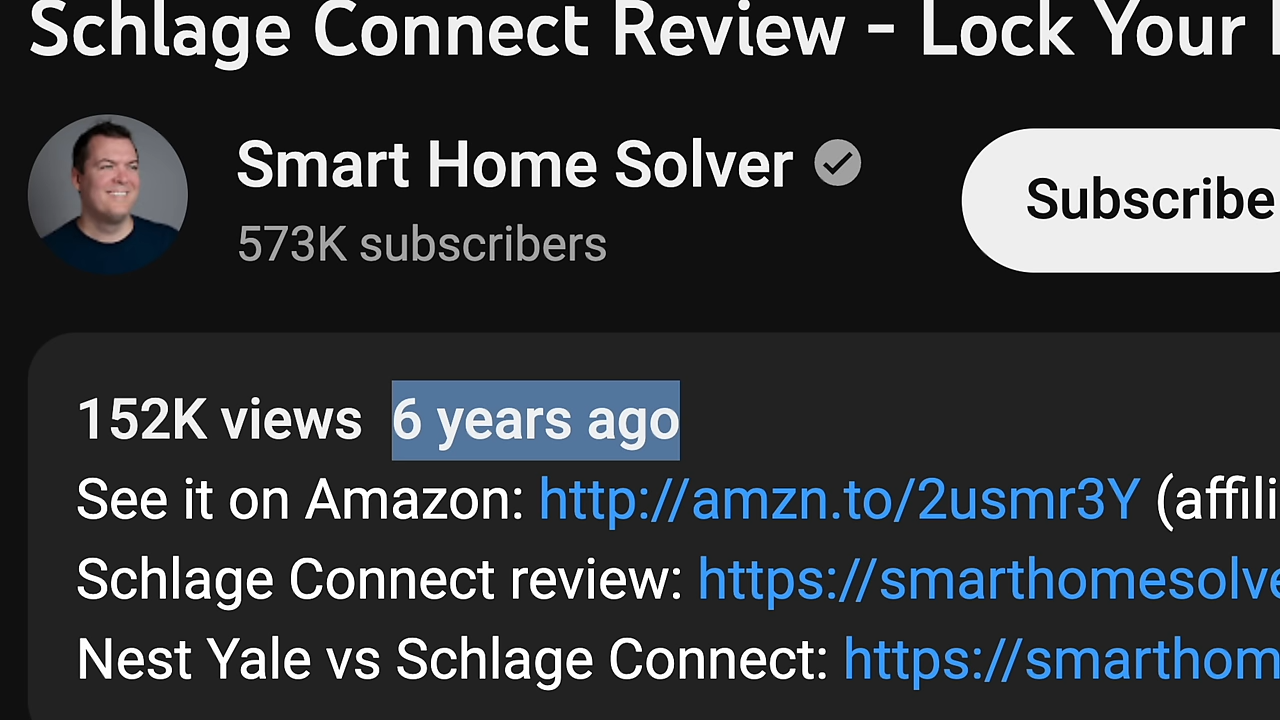 Schlage Connect Review - Lock Your
Smart Home Solver
573K subscribers
Subscribe
152K views 6 years ago
See it on Amazon: http://amzn.to/2usmr3Y (affili
Schlage Connect review: https://smarthomesolve
Nest Yale vs Schlage Connect: https://smarthom